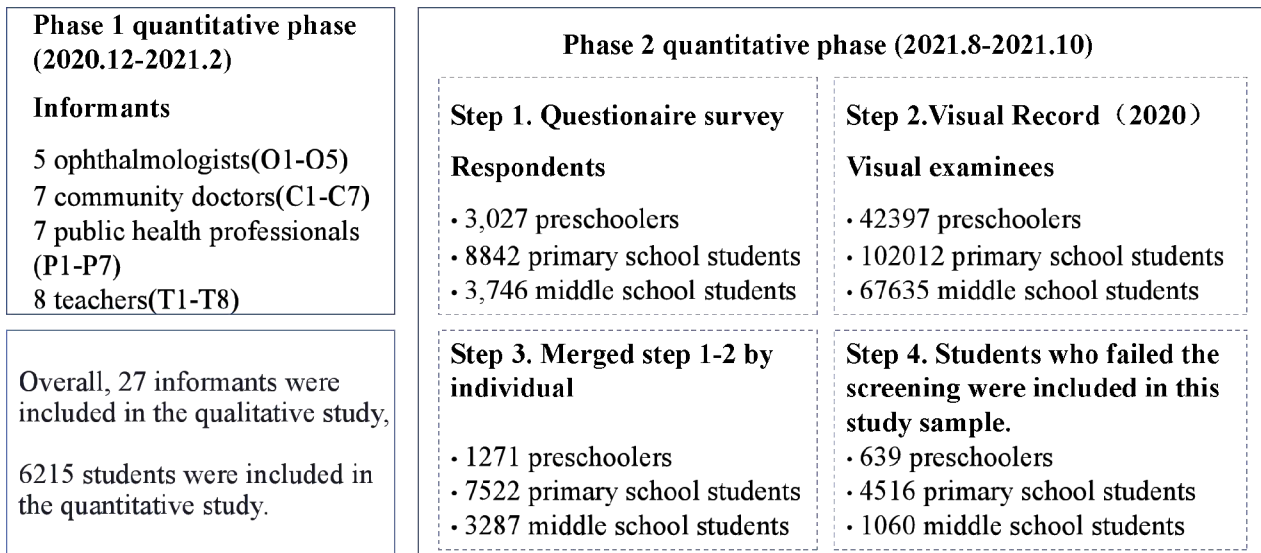 Phase 1 quantitative phase
(2020.12-2021.2)
Informants
5 ophthalmologists(O1-O5)
7 community doctors(C1-C7)
7 public health professionals
(P1-P7)
8 teachers(T1-T8)
Overall, 27 informants were
included in the qualitative study,
6215 students were included in
the quantitative study.
Phase 2 quantitative phase (2021.8-2021.10)
Step 1. Questionaire survey
Respondents
· 3,027 preschoolers
· 8842 primary school students
· 3,746 middle school students
Step 2.Visual Record（2020）
Visual examinees
· 42397 preschoolers
· 102012 primary school students
· 67635 middle school students
Step 3. Merged step 1-2 by
individual
· 1271 preschoolers
· 7522 primary school students
· 3287 middle school students
Step 4. Students who failed the
screening were included in this
study sample.
· 639 preschoolers
· 4516 primary school students
· 1060 middle school students